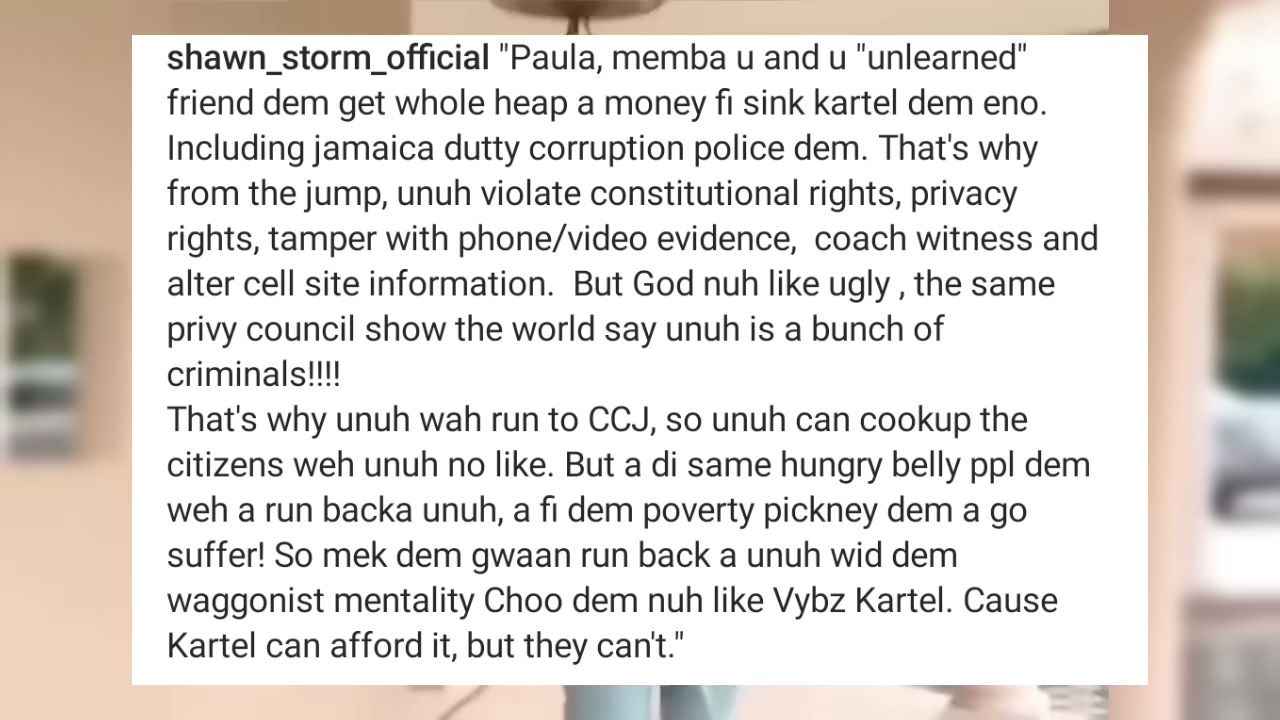 shawn_storm_official "Paula, memba u and u "unlearned"
friend dem get whole heap a money fi sink kartel dem eno.
Including jamaica dutty corruption police dem. That's why
from the jump, unuh violate constitutional rights, privacy
rights, tamper with phone/video evidence,  coach witness and
alter cell site information.  But God nuh like ugly , the same
privy council show the world say unuh is a bunch of
criminals!!!!
That's why unuh wah run to CCJ, so unuh can cookup the
citizens weh unuh no like. But a di same hungry belly ppl dem
weh a run backa unuh, a fi dem poverty pickney dem a go
suffer! So mek dem gwaan run back a unuh wid dem
waggonist mentality Choo dem nuh like Vybz Kartel. Cause
Kartel can afford it, but they can't."